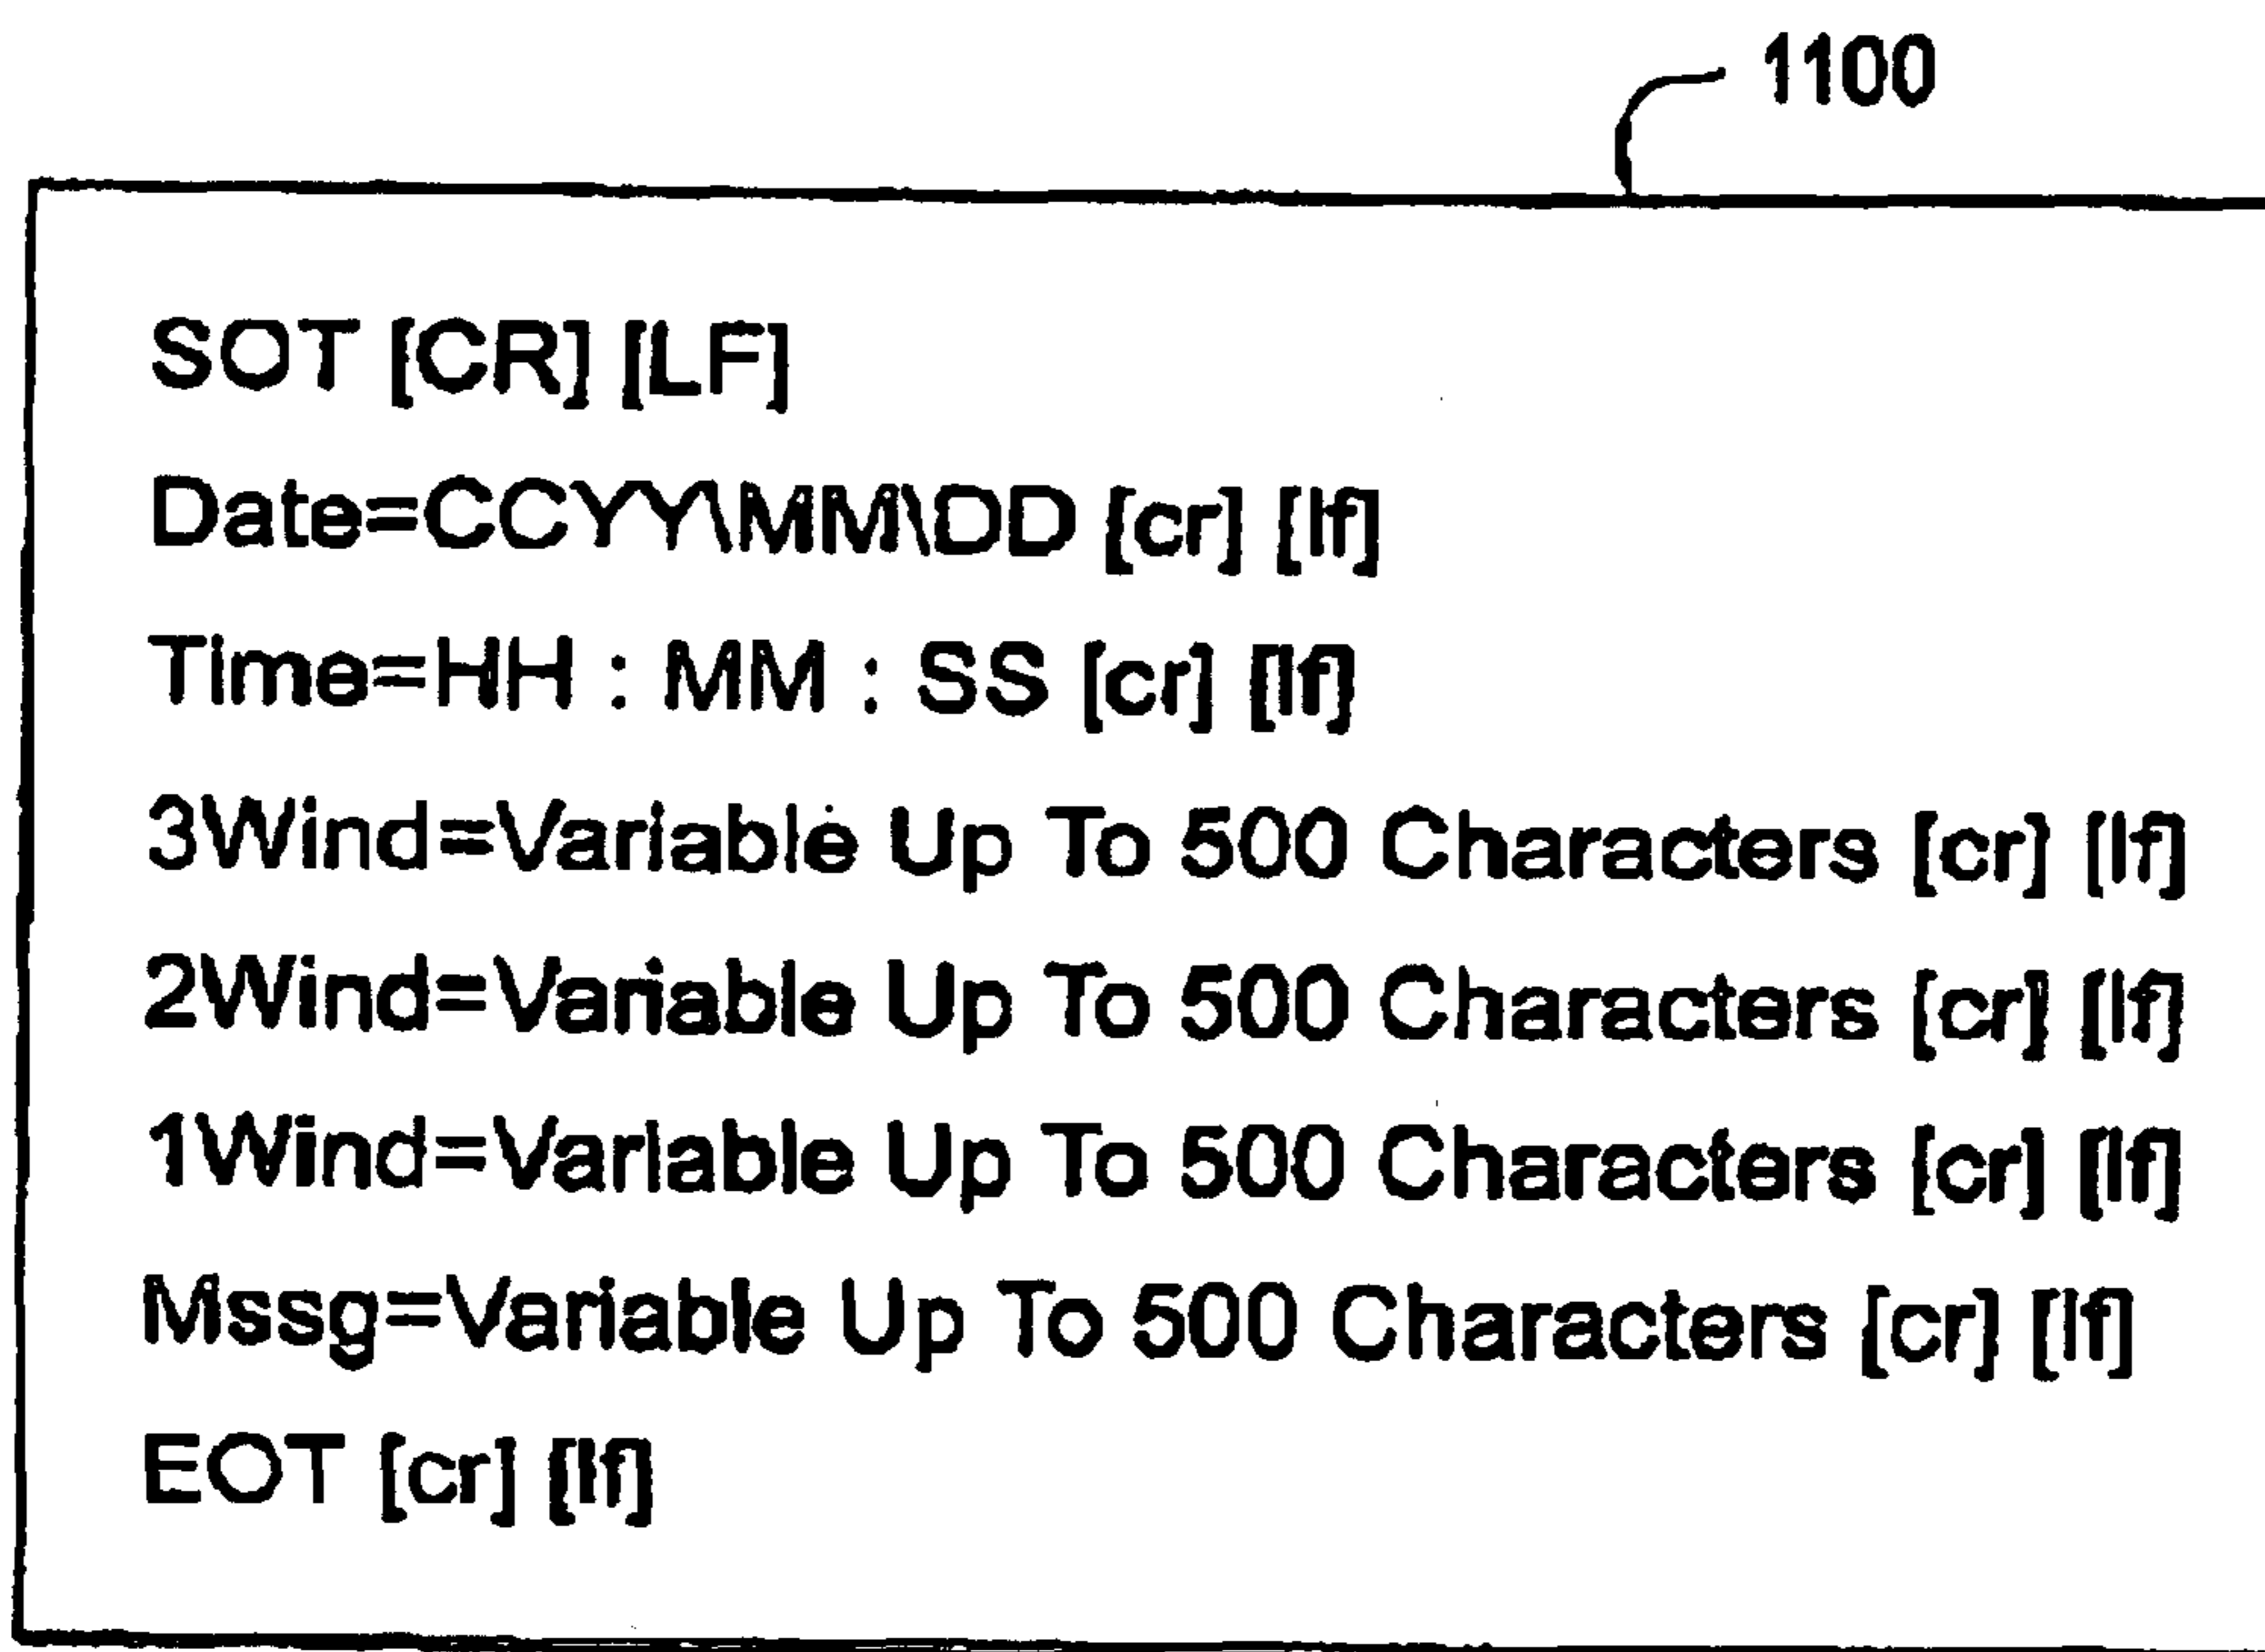 1100
SOT [CR] [LF]
Date=CCYY\MM\DD [cr] [lf]
Time=HH : MM : SS [cr] [lf]
3Wind=Variable Up To 500 Characters [cr] [lf]
2Wind=Variable Up To 500 Characters [cr] [lf]
1Wind=Variable Up To 500 Characters [cr] [lf]
Mssg=Variable Up To 500 Characters [cr] [lf]
EOT [cr] [lf]